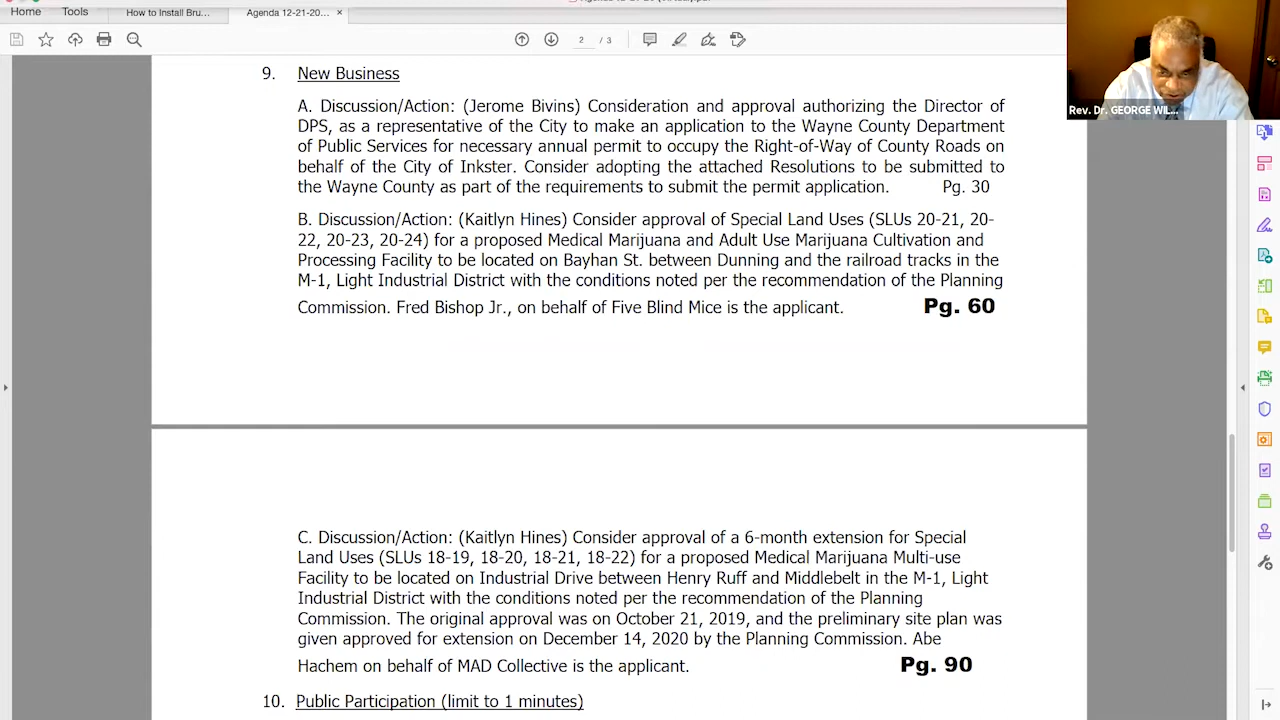 Home
Tools
How to Install Bru...
Agenda 12-21-20...
×
2
/ 3
Rev. Dr. GEORGE WIL...
9. New Business
A. Discussion/Action: (Jerome Bivins) Consideration and approval authorizing the Director of
DPS, as a representative of the City to make an application to the Wayne County Department
of Public Services for necessary annual permit to occupy the Right-of-Way of County Roads on
behalf of the City of Inkster. Consider adopting the attached Resolutions to be submitted to
the Wayne County as part of the requirements to submit the permit application. Pg. 30
B. Discussion/Action: (Kaitlyn Hines) Consider approval of Special Land Uses (SLUs 20-21, 20-
22, 20-23, 20-24) for a proposed Medical Marijuana and Adult Use Marijuana Cultivation and
Processing Facility to be located on Bayhan St. between Dunning and the railroad tracks in the
M-1, Light Industrial District with the conditions noted per the recommendation of the Planning
Commission. Fred Bishop Jr., on behalf of Five Blind Mice is the applicant. Pg. 60
C. Discussion/Action: (Kaitlyn Hines) Consider approval of a 6-month extension for Special
Land Uses (SLUs 18-19, 18-20, 18-21, 18-22) for a proposed Medical Marijuana Multi-use
Facility to be located on Industrial Drive between Henry Ruff and Middlebelt in the M-1, Light
Industrial District with the conditions noted per the recommendation of the Planning
Commission. The original approval was on October 21, 2019, and the preliminary site plan was
given approved for extension on December 14, 2020 by the Planning Commission. Abe
Hachem on behalf of MAD Collective is the applicant. Pg. 90
10. Public Participation (limit to 1 minutes)